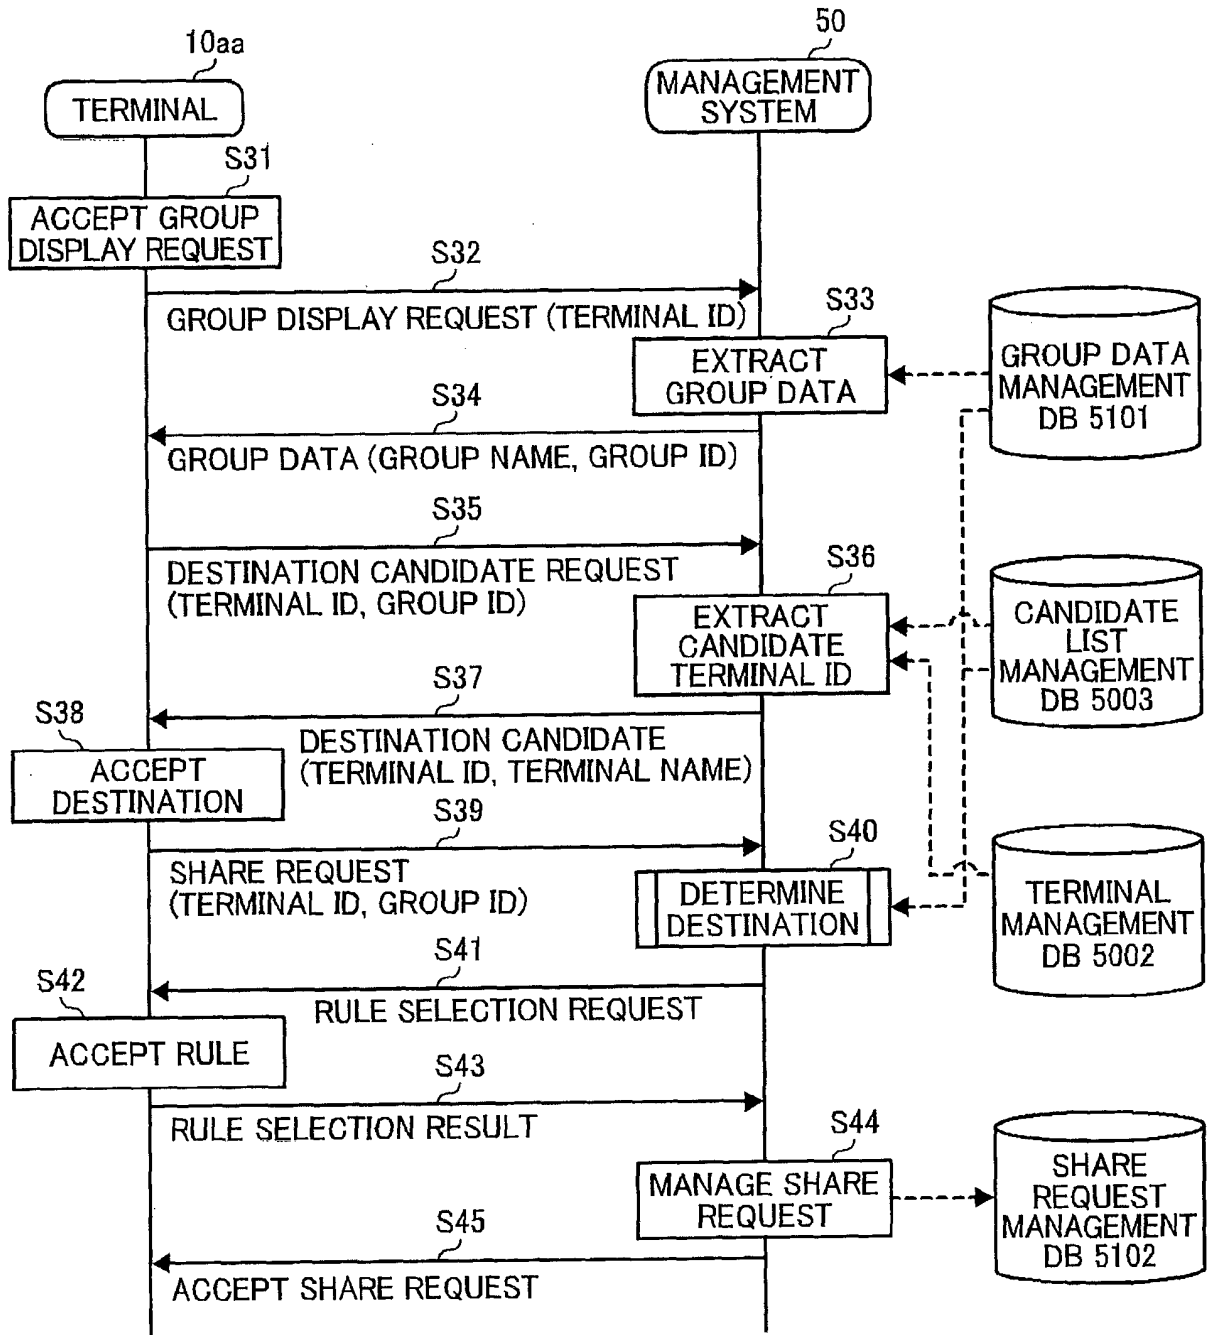 10aa
50
TERMINAL
MANAGEMENT
SYSTEM
S31
ACCEPT GROUP
DISPLAY REQUEST
S32
GROUP DISPLAY REQUEST (TERMINAL ID)
S33
EXTRACT
GROUP DATA
GROUP DATA
MANAGEMENT
DB 5101
S34
GROUP DATA (GROUP NAME, GROUP ID)
S35
DESTINATION CANDIDATE REQUEST
(TERMINAL ID, GROUP ID)
S36
EXTRACT
CANDIDATE
TERMINAL ID
CANDIDATE
LIST
MANAGEMENT
DB 5003
S37
DESTINATION CANDIDATE
(TERMINAL ID, TERMINAL NAME)
S38
ACCEPT
DESTINATION
S39
SHARE REQUEST
(TERMINAL ID, GROUP ID)
S40
DETERMINE
DESTINATION
TERMINAL
MANAGEMENT
DB 5002
S41
RULE SELECTION REQUEST
S42
ACCEPT RULE
S43
RULE SELECTION RESULT
S44
MANAGE SHARE
REQUEST
SHARE
REQUEST
MANAGEMENT
DB 5102
S45
ACCEPT SHARE REQUEST